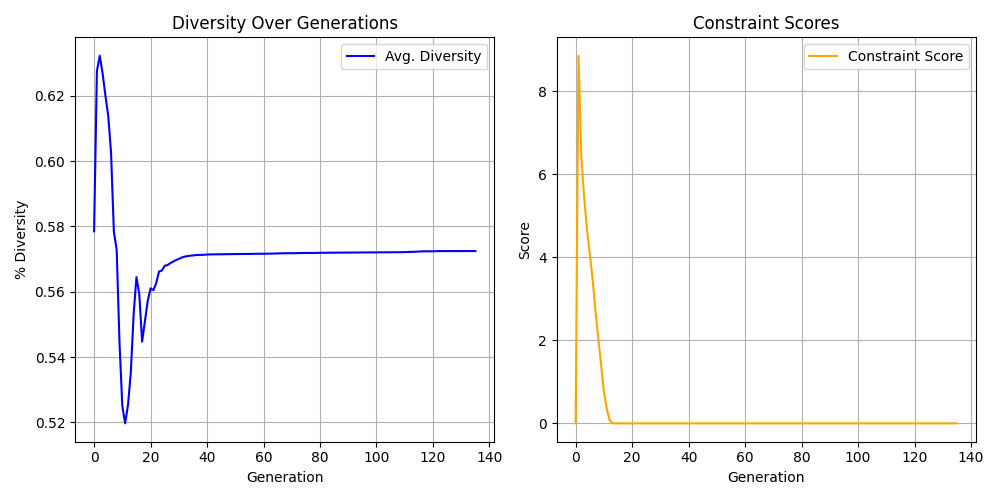 Diversity Over Generations
Avg. Diversity
% Diversity
0.62
0.60
0.58
0.56
0.54
0.52
0 20 40 60 80 100 120 140
Generation
Constraint Scores
Constraint Score
Score
8
6
4
2
0
0 20 40 60 80 100 120 140
Generation